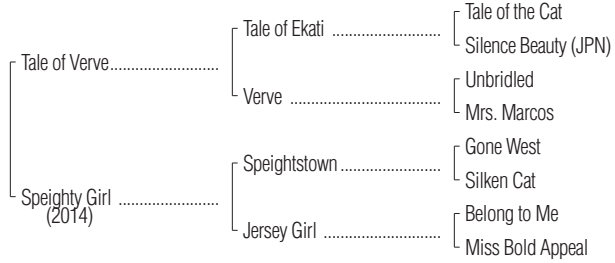 Tale of the Cat
Tale of Ekati....................................
Silence Beauty (JPN)
Tale of Verve..........................
Unbridled
Verve .....................................
Mrs. Marcos
Gone West
Speightstown........................
Silken Cat
Speighty Girl ........................
(2014)
Belong to Me
Jersey Girl ............................
Miss Bold Appeal